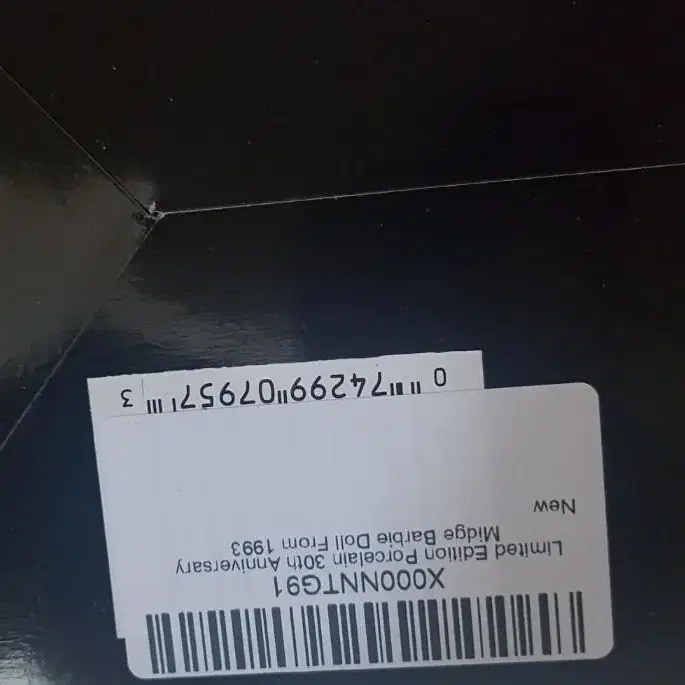 X000NNTG91
Limited Edition Porcelain 30th Anniversary
Midge Barbie Doll From 1993
New
0 74299 07957 3